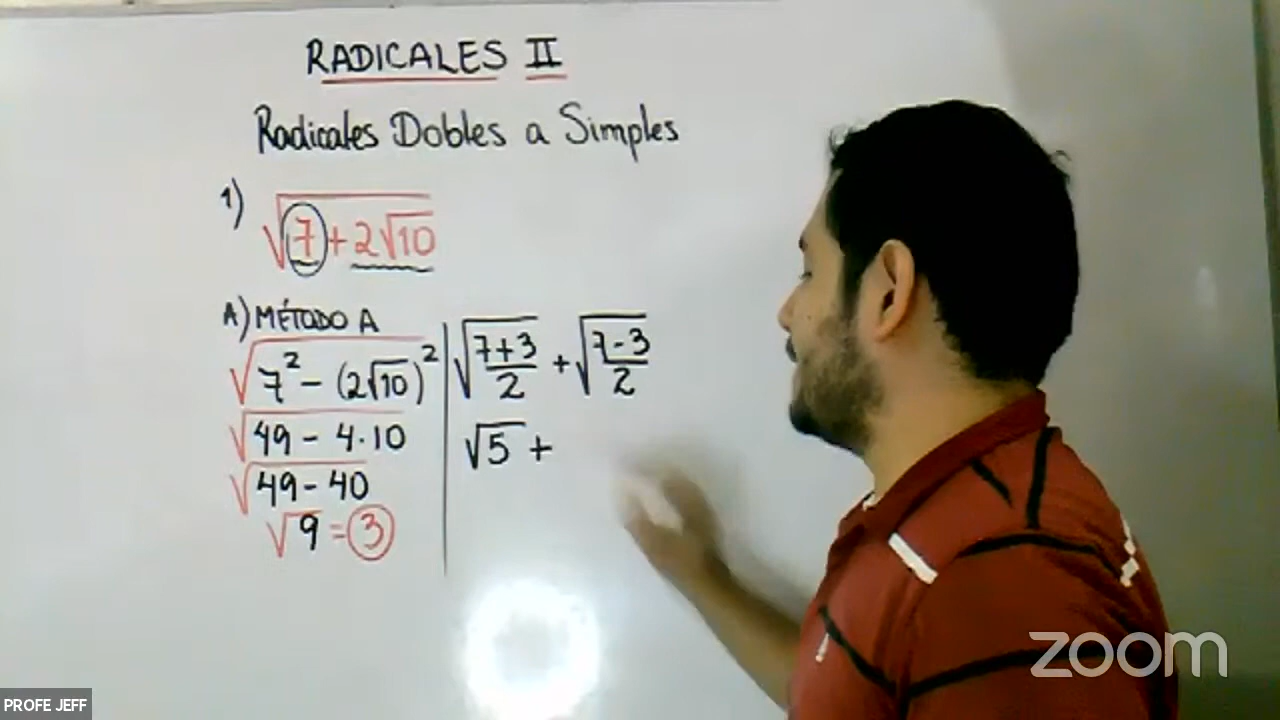 RADICALES II
Radicales Dobles a Simples
1) √(7+2√10)
A) MÉTODO A
√(7² - (2√10)²)
√(49 - 4·10)
√(49 - 40)
√9 = 3
√((7+3)/2) + √((7-3)/2)
√5 +
zoom
PROFE JEFF